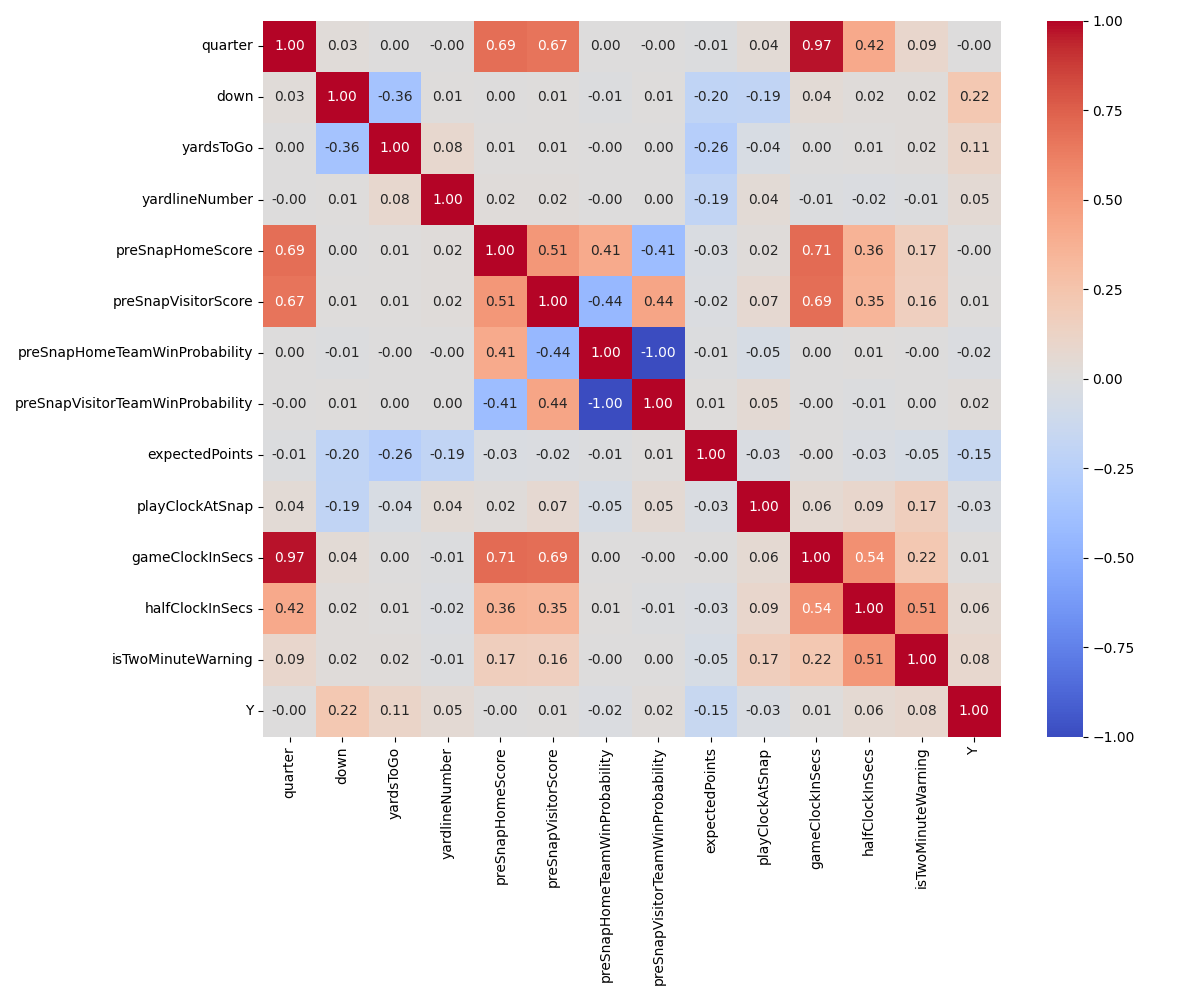 quarter 1.00 0.03 0.00 -0.00 0.69 0.67 0.00 -0.00 -0.01 0.04 0.97 0.42 0.09 -0.00
down 0.03 1.00 -0.36 0.01 0.00 0.01 -0.01 0.01 -0.20 -0.19 0.04 0.02 0.02 0.22
yardsToGo 0.00 -0.36 1.00 0.08 0.01 0.01 -0.00 0.00 -0.26 -0.04 0.00 0.01 0.02 0.11
yardlineNumber -0.00 0.01 0.08 1.00 0.02 0.02 -0.00 0.00 -0.19 0.04 -0.01 -0.02 -0.01 0.05
preSnapHomeScore 0.69 0.00 0.01 0.02 1.00 0.51 0.41 -0.41 -0.03 0.02 0.71 0.36 0.17 -0.00
preSnapVisitorScore 0.67 0.01 0.01 0.02 0.51 1.00 -0.44 0.44 -0.02 0.07 0.69 0.35 0.16 0.01
preSnapHomeTeamWinProbability 0.00 -0.01 -0.00 -0.00 0.41 -0.44 1.00 -1.00 -0.01 -0.05 0.00 0.01 -0.00 -0.02
preSnapVisitorTeamWinProbability -0.00 0.01 0.00 0.00 -0.41 0.44 -1.00 1.00 0.01 0.05 -0.00 -0.01 0.00 0.02
expectedPoints -0.01 -0.20 -0.26 -0.19 -0.03 -0.02 -0.01 0.01 1.00 -0.03 -0.00 -0.03 -0.05 -0.15
playClockAtSnap 0.04 -0.19 -0.04 0.04 0.02 0.07 -0.05 0.05 -0.03 1.00 0.06 0.09 0.17 -0.03
gameClockInSecs 0.97 0.04 0.00 -0.01 0.71 0.69 0.00 -0.00 -0.00 0.06 1.00 0.54 0.22 0.01
halfClockInSecs 0.42 0.02 0.01 -0.02 0.36 0.35 0.01 -0.01 -0.03 0.09 0.54 1.00 0.51 0.06
isTwoMinuteWarning 0.09 0.02 0.02 -0.01 0.17 0.16 -0.00 0.00 -0.05 0.17 0.22 0.51 1.00 0.08
Y -0.00 0.22 0.11 0.05 -0.00 0.01 -0.02 0.02 -0.15 -0.03 0.01 0.06 0.08 1.00
quarter
down
yardsToGo
yardlineNumber
preSnapHomeScore
preSnapVisitorScore
preSnapHomeTeamWinProbability
preSnapVisitorTeamWinProbability
expectedPoints
playClockAtSnap
gameClockInSecs
halfClockInSecs
isTwoMinuteWarning
Y
1.00
0.75
0.50
0.25
0.00
−0.25
−0.50
−0.75
−1.00